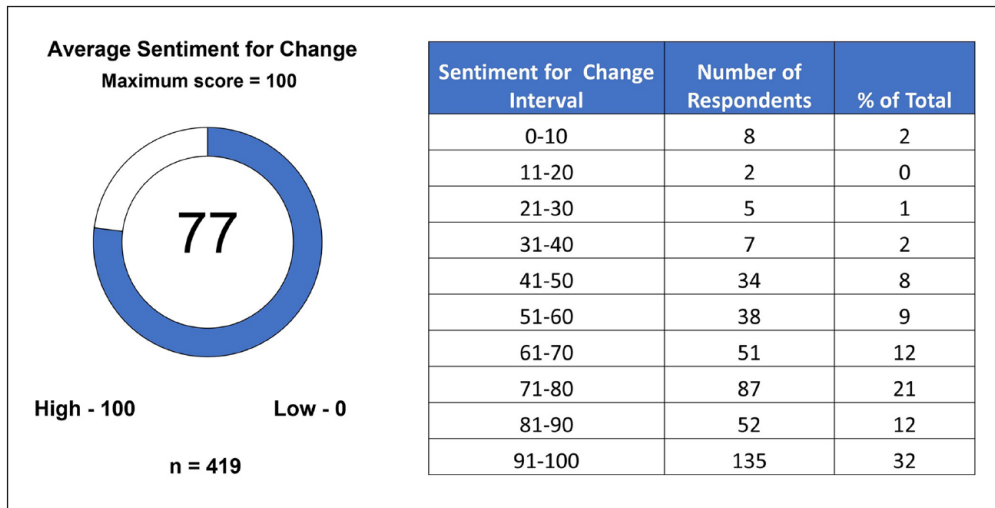 Average Sentiment for Change
Maximum score = 100
77
High - 100 Low - 0
n = 419
Sentiment for Change Interval Number of Respondents % of Total
0-10 8 2
11-20 2 0
21-30 5 1
31-40 7 2
41-50 34 8
51-60 38 9
61-70 51 12
71-80 87 21
81-90 52 12
91-100 135 32